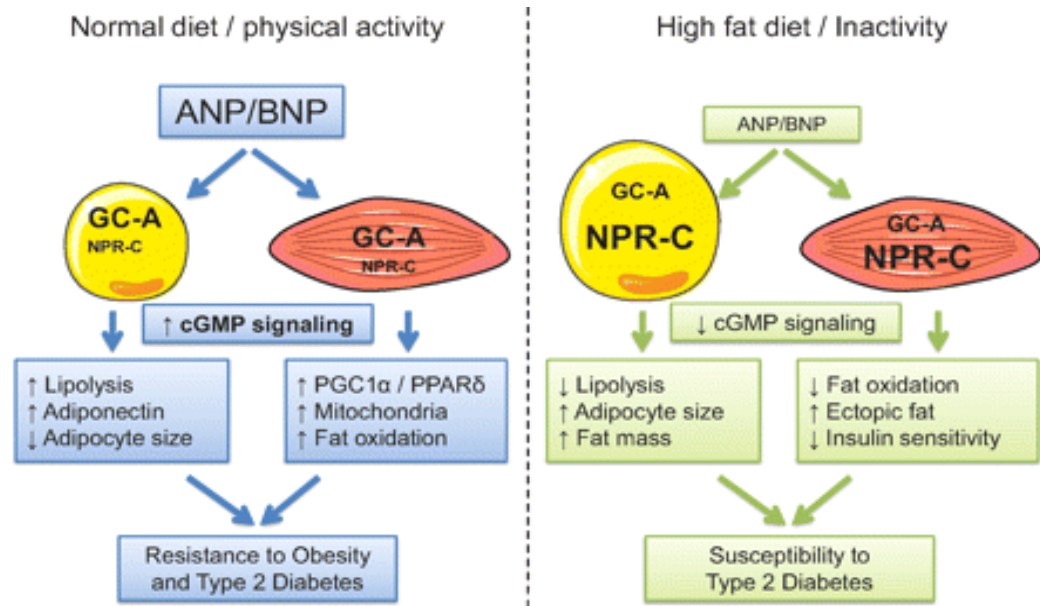 Normal diet / physical activity
ANP/BNP
GC-A
NPR-C
GC-A
NPR-C
↑ cGMP signaling
↑ Lipolysis
↑ Adiponectin
↓ Adipocyte size
↑ PGC1α / PPARδ
↑ Mitochondria
↑ Fat oxidation
Resistance to Obesity
and Type 2 Diabetes
High fat diet / Inactivity
ANP/BNP
GC-A
NPR-C
GC-A
NPR-C
↓ cGMP signaling
↓ Lipolysis
↑ Adipocyte size
↑ Fat mass
↓ Fat oxidation
↑ Ectopic fat
↓ Insulin sensitivity
Susceptibility to
Type 2 Diabetes